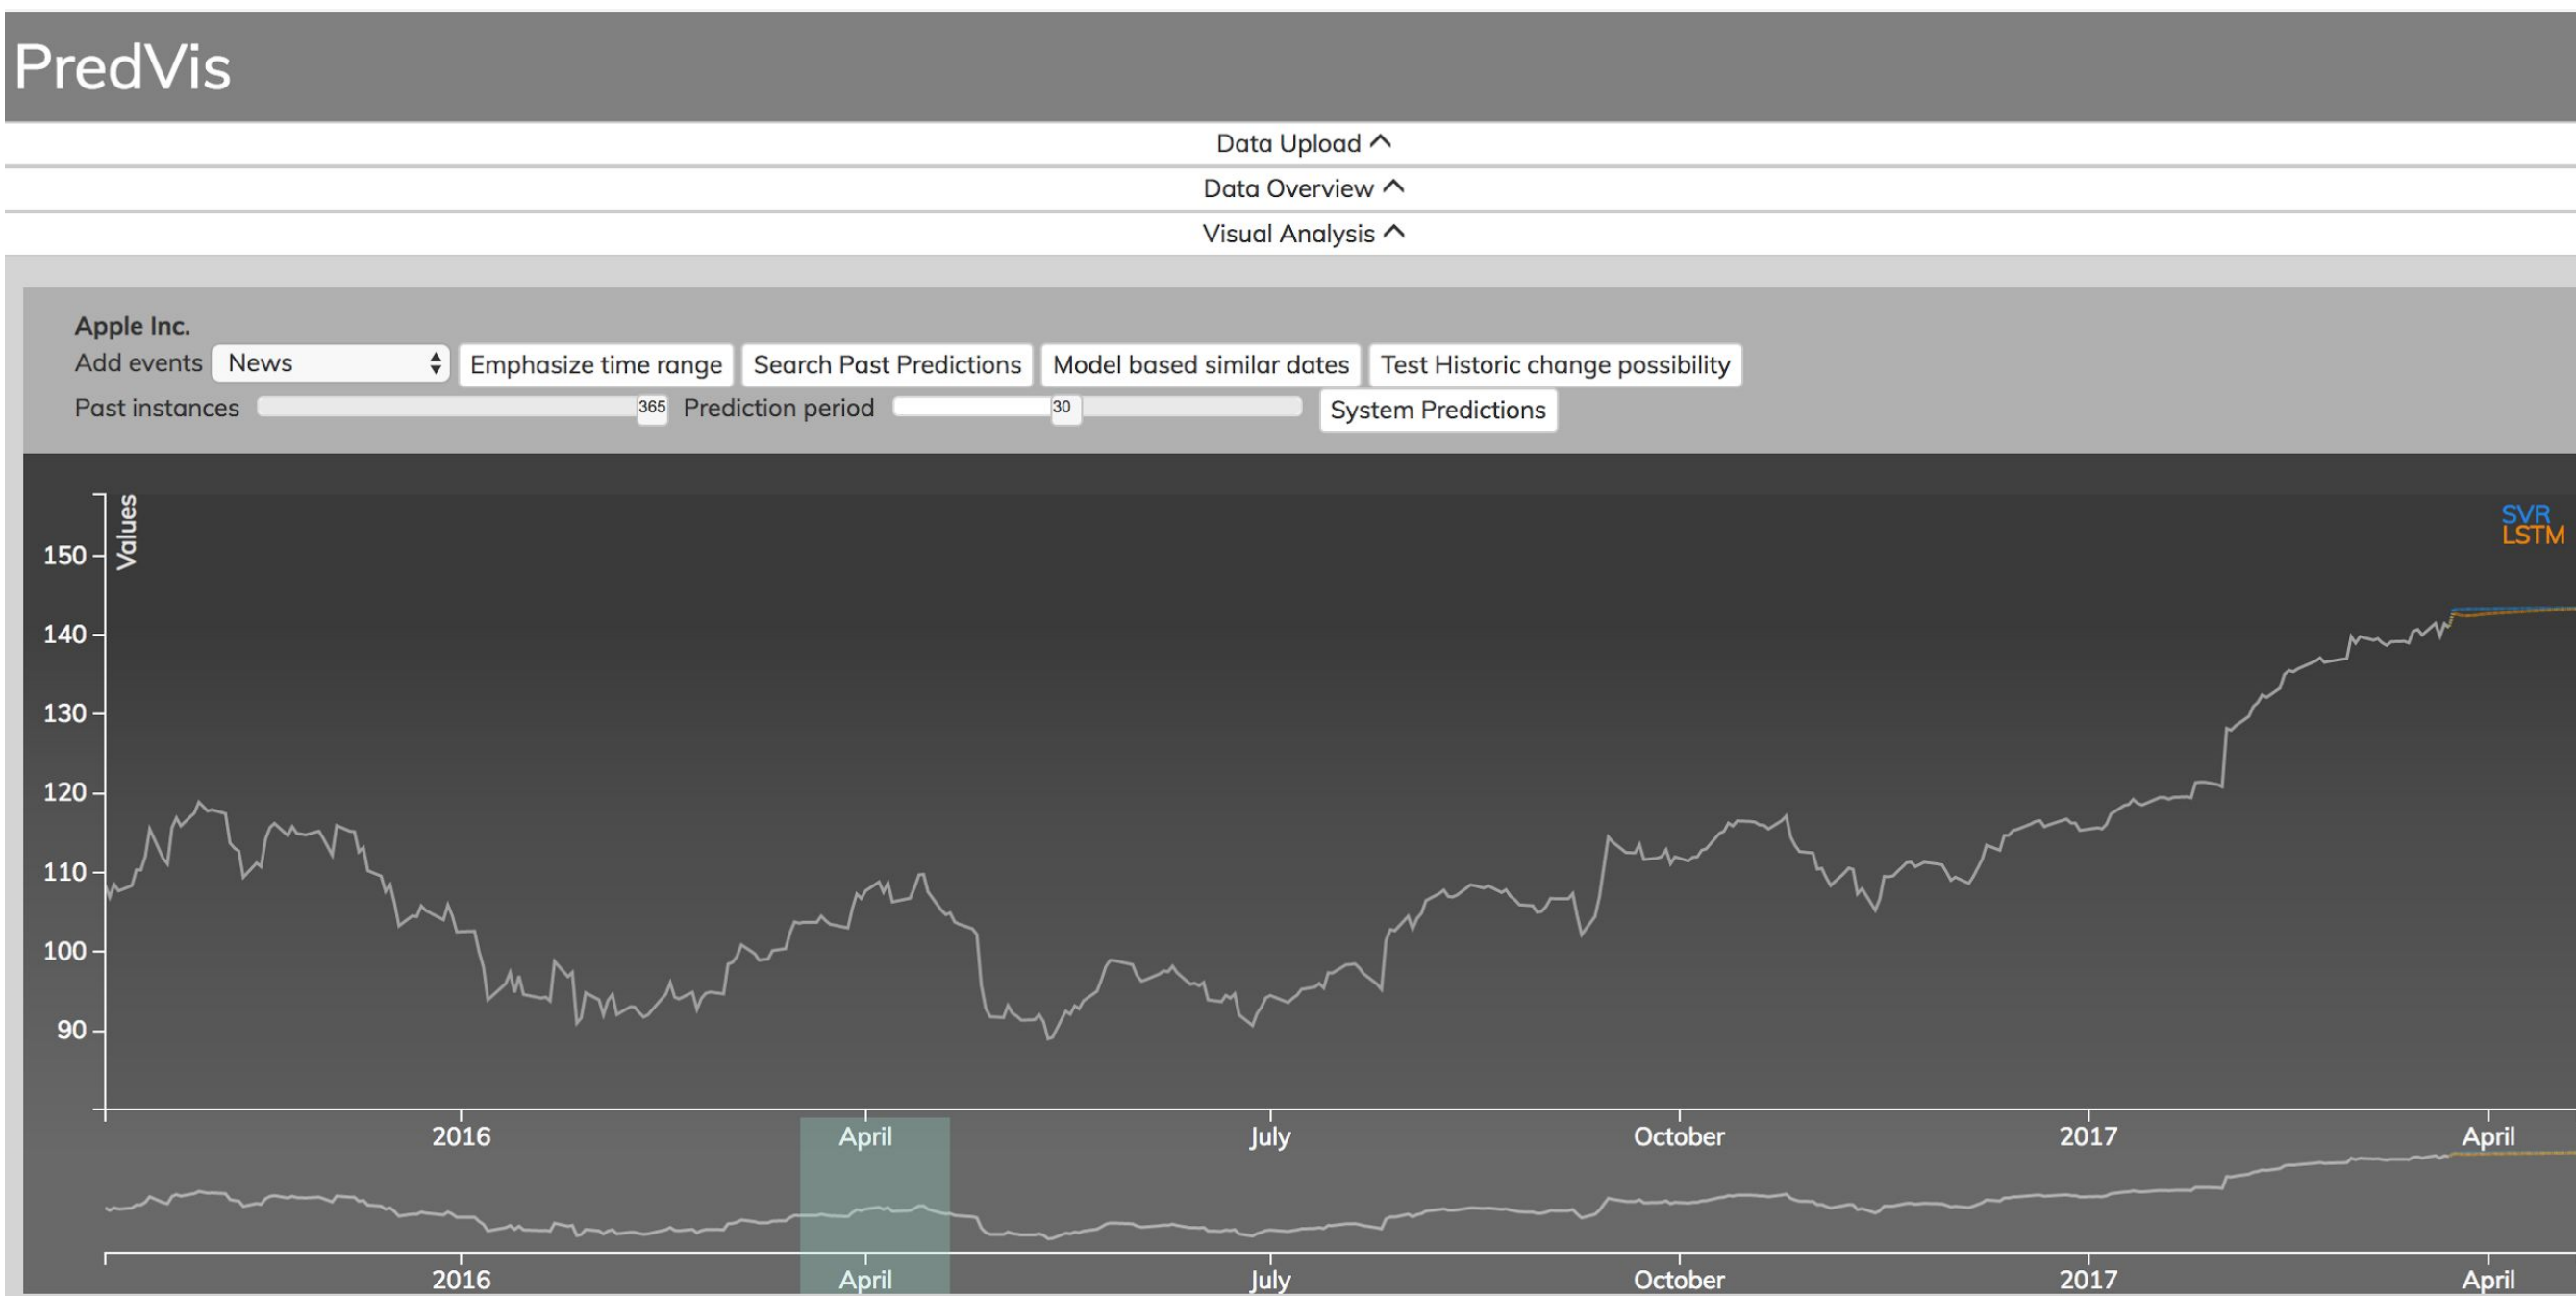 PredVis
Data Upload
Data Overview
Visual Analysis
Apple Inc.
Add events News Emphasize time range Search Past Predictions Model based similar dates Test Historic change possibility
Past instances 365 Prediction period 30 System Predictions
Values
SVR
LSTM
150
140
130
120
110
100
90
2016 April July October 2017 April
2016 April July October 2017 April